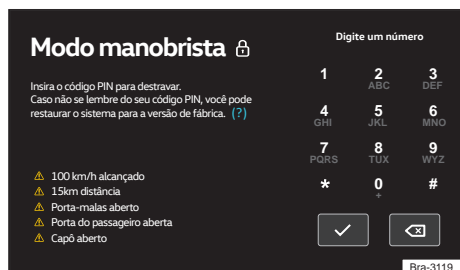 Modo manobrista
Insira o código PIN para destravar.
Caso não se lembre do seu código PIN, você pode
restaurar o sistema para a versão de fábrica. (?)
100 km/h alcançado
15km distância
Porta-malas aberto
Porta do passageiro aberta
Capô aberto
Digite um número
1 2 3
ABC DEF
4 5 6
GHI JKL MNO
7 8 9
PQRS TUX WYZ
* 0 #
+
Bra-3119